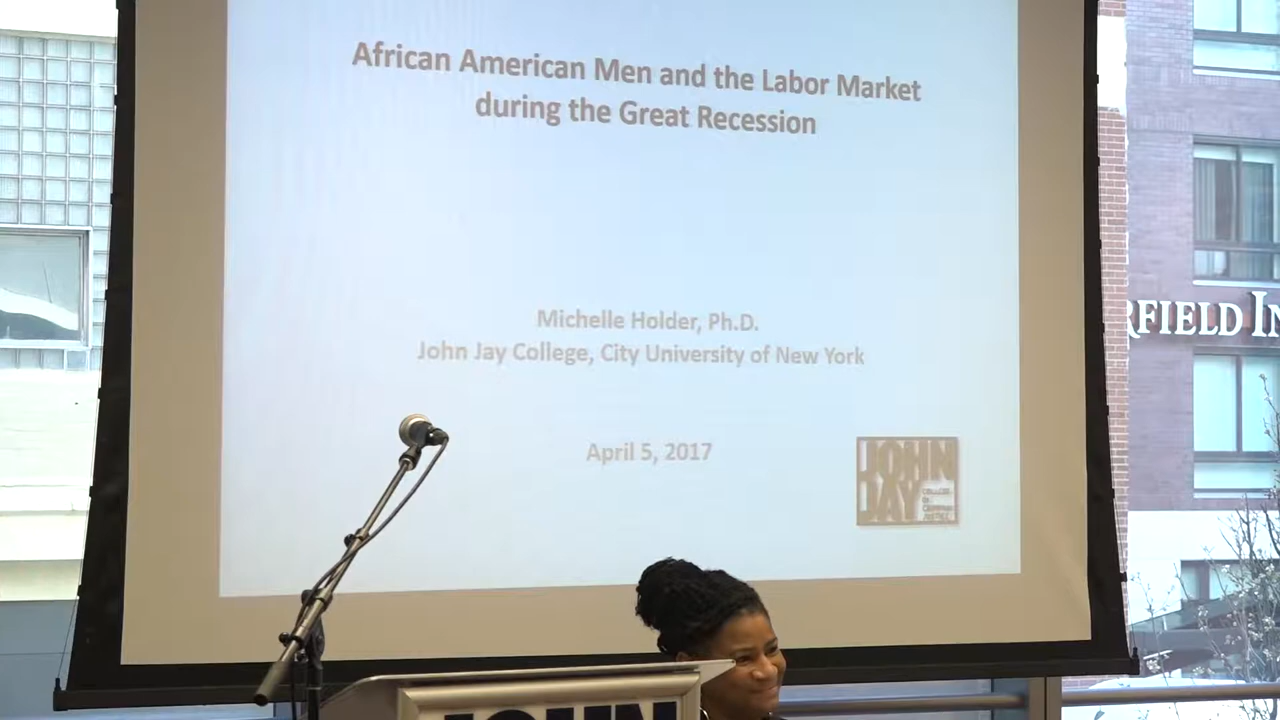 African American Men and the Labor Market
during the Great Recession
Michelle Holder, Ph.D.
John Jay College, City University of New York
April 5, 2017
JOHN
JAY
RFIELD IN
JOHN